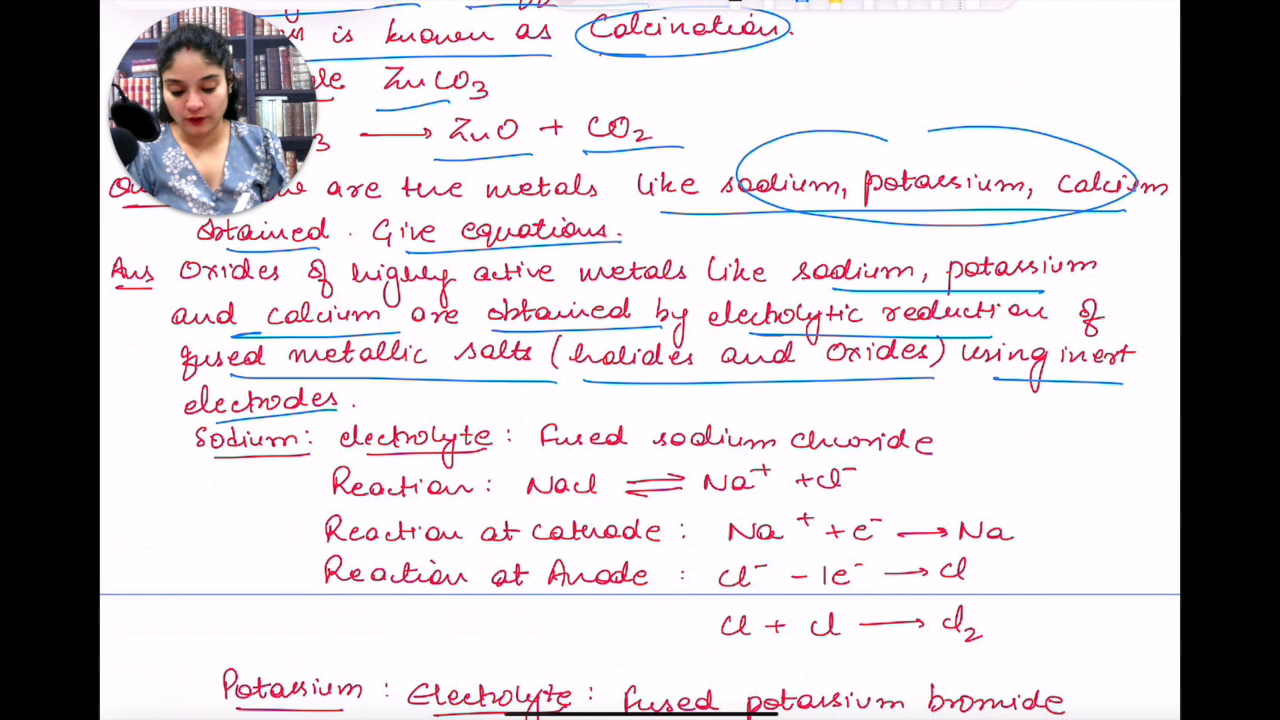 is known as Calcination.
ZnCO3
3 → ZnO + CO2
are the metals like sodium, potassium, calcium
obtained. Give equations.
Ans Oxides of highly active metals like sodium, potassium
and calcium are obtained by electrolytic reduction of
fused metallic salts (halides and oxides) using inert
electrodes.
Sodium: electrolyte: Fused sodium chloride
Reaction: NaCl ⇌ Na⁺ + Cl⁻
Reaction at cathode: Na⁺ + e⁻ → Na
Reaction at Anode: Cl⁻ - 1e⁻ → Cl
Cl + Cl → Cl2
Potassium: Electrolyte: Fused potassium bromide